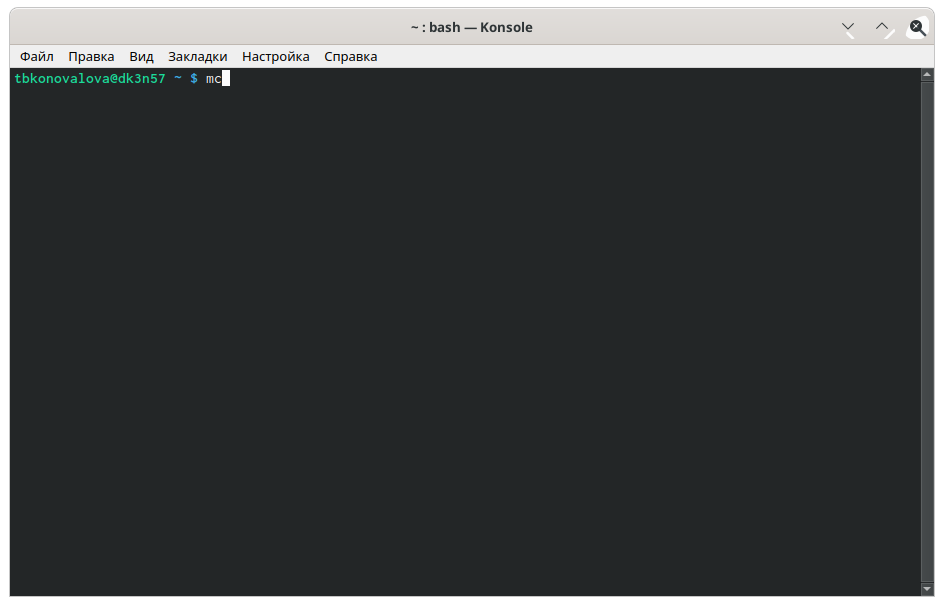 ~ : bash — Konsole
Файл Правка Вид Закладки Настройка Справка
tbkonovalova@dk3n57 ~ $ mc